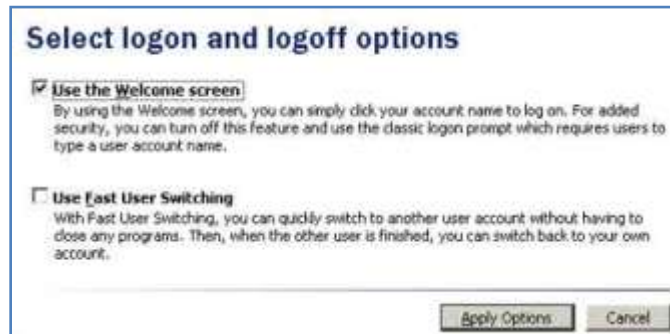 Select logon and logoff options
Use the Welcome screen
By using the Welcome screen, you can simply click your account name to log on. For added
security, you can turn off this feature and use the classic logon prompt which requires users to
type a user account name.
Use Fast User Switching
With Fast User Switching, you can quickly switch to another user account without having to
close any programs. Then, when the other user is finished, you can switch back to your own
account.
Apply Options Cancel